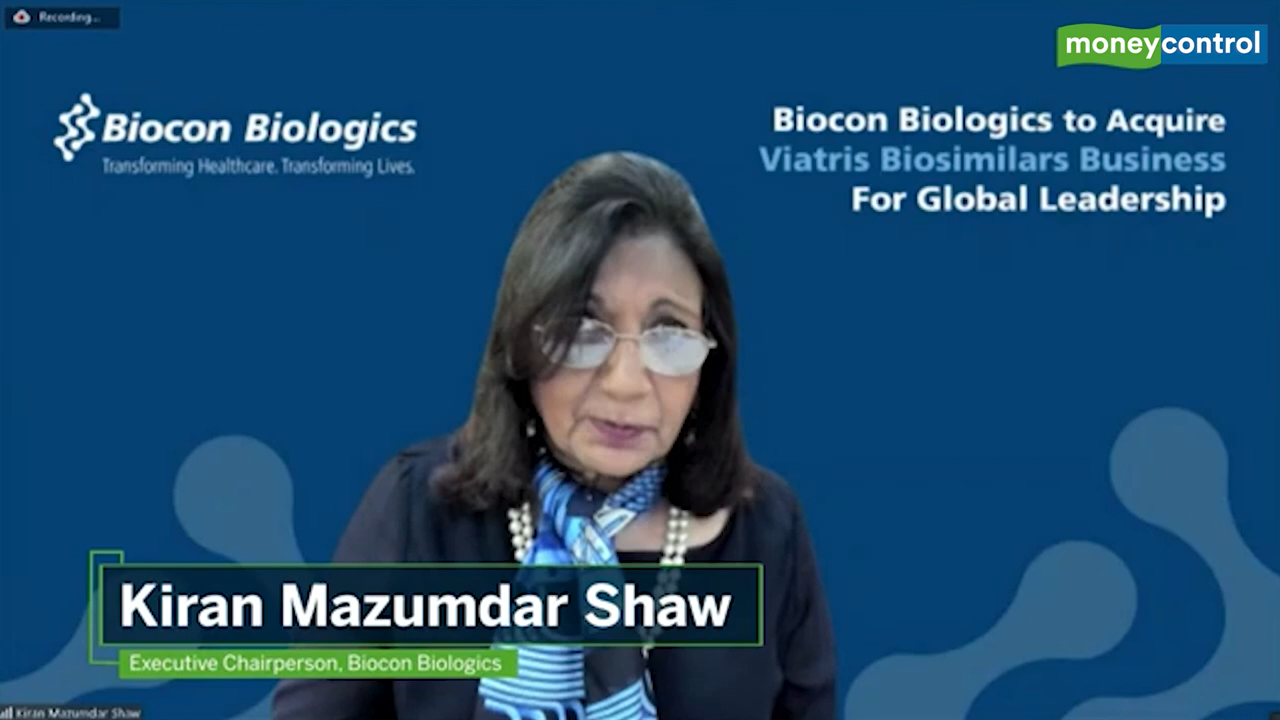 Recording...
moneycontrol
Biocon Biologics
Transforming Healthcare. Transforming Lives.
Biocon Biologics to Acquire
Viatris Biosimilars Business
For Global Leadership
Kiran Mazumdar Shaw
Executive Chairperson, Biocon Biologics
Kiran Mazumdar Shaw